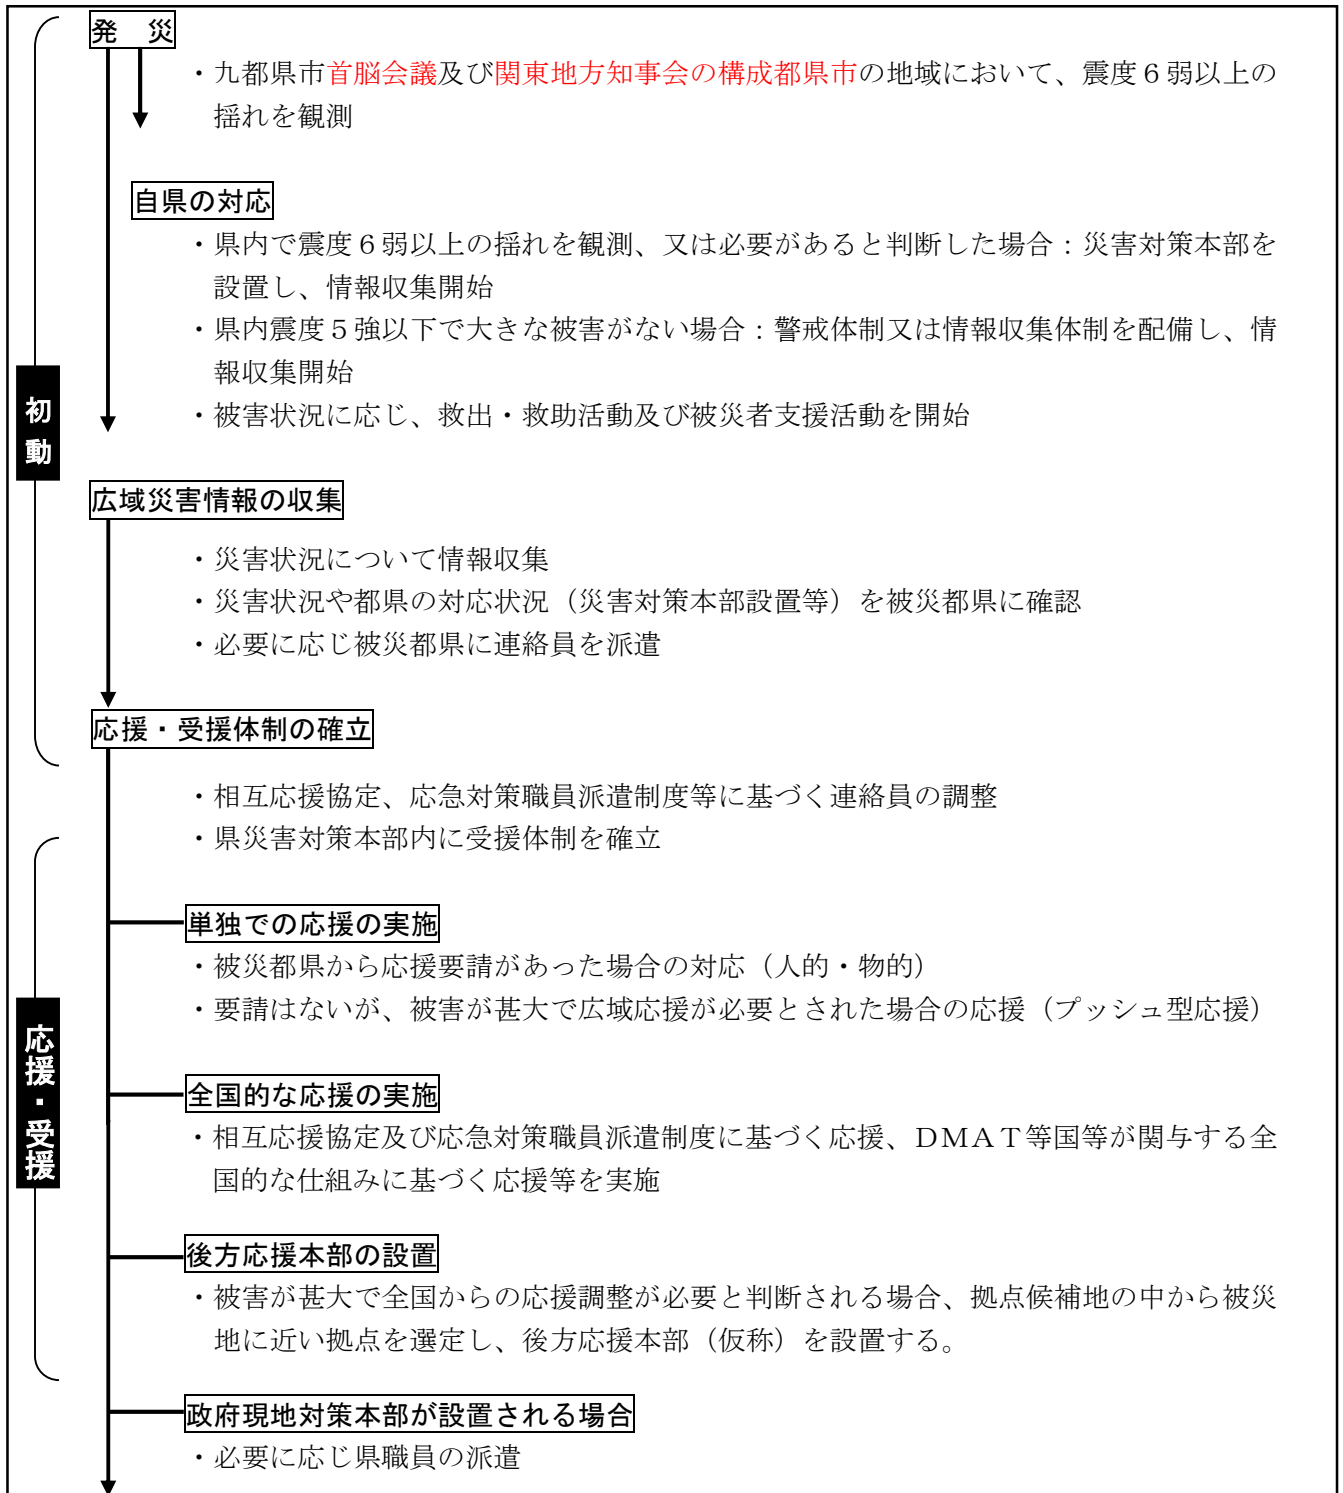 発　災
・九都県市首脳会議及び関東地方知事会の構成都県市の地域において、震度６弱以上の
揺れを観測
自県の対応
・県内で震度６弱以上の揺れを観測、又は必要があると判断した場合：災害対策本部を
設置し、情報収集開始
・県内震度５強以下で大きな被害がない場合：警戒体制又は情報収集体制を配備し、情
報収集開始
・被害状況に応じ、救出・救助活動及び被災者支援活動を開始
初動
広域災害情報の収集
・災害状況について情報収集
・災害状況や都県の対応状況（災害対策本部設置等）を被災都県に確認
・必要に応じ被災都県に連絡員を派遣
応援・受援体制の確立
・相互応援協定、応急対策職員派遣制度等に基づく連絡員の調整
・県災害対策本部内に受援体制を確立
単独での応援の実施
・被災都県から応援要請があった場合の対応（人的・物的）
・要請はないが、被害が甚大で広域応援が必要とされた場合の応援（プッシュ型応援）
応援・受援
全国的な応援の実施
・相互応援協定及び応急対策職員派遣制度に基づく応援、ＤＭＡＴ等国等が関与する全
国的な仕組みに基づく応援等を実施
後方応援本部の設置
・被害が甚大で全国からの応援調整が必要と判断される場合、拠点候補地の中から被災
地に近い拠点を選定し、後方応援本部（仮称）を設置する。
政府現地対策本部が設置される場合
・必要に応じ県職員の派遣